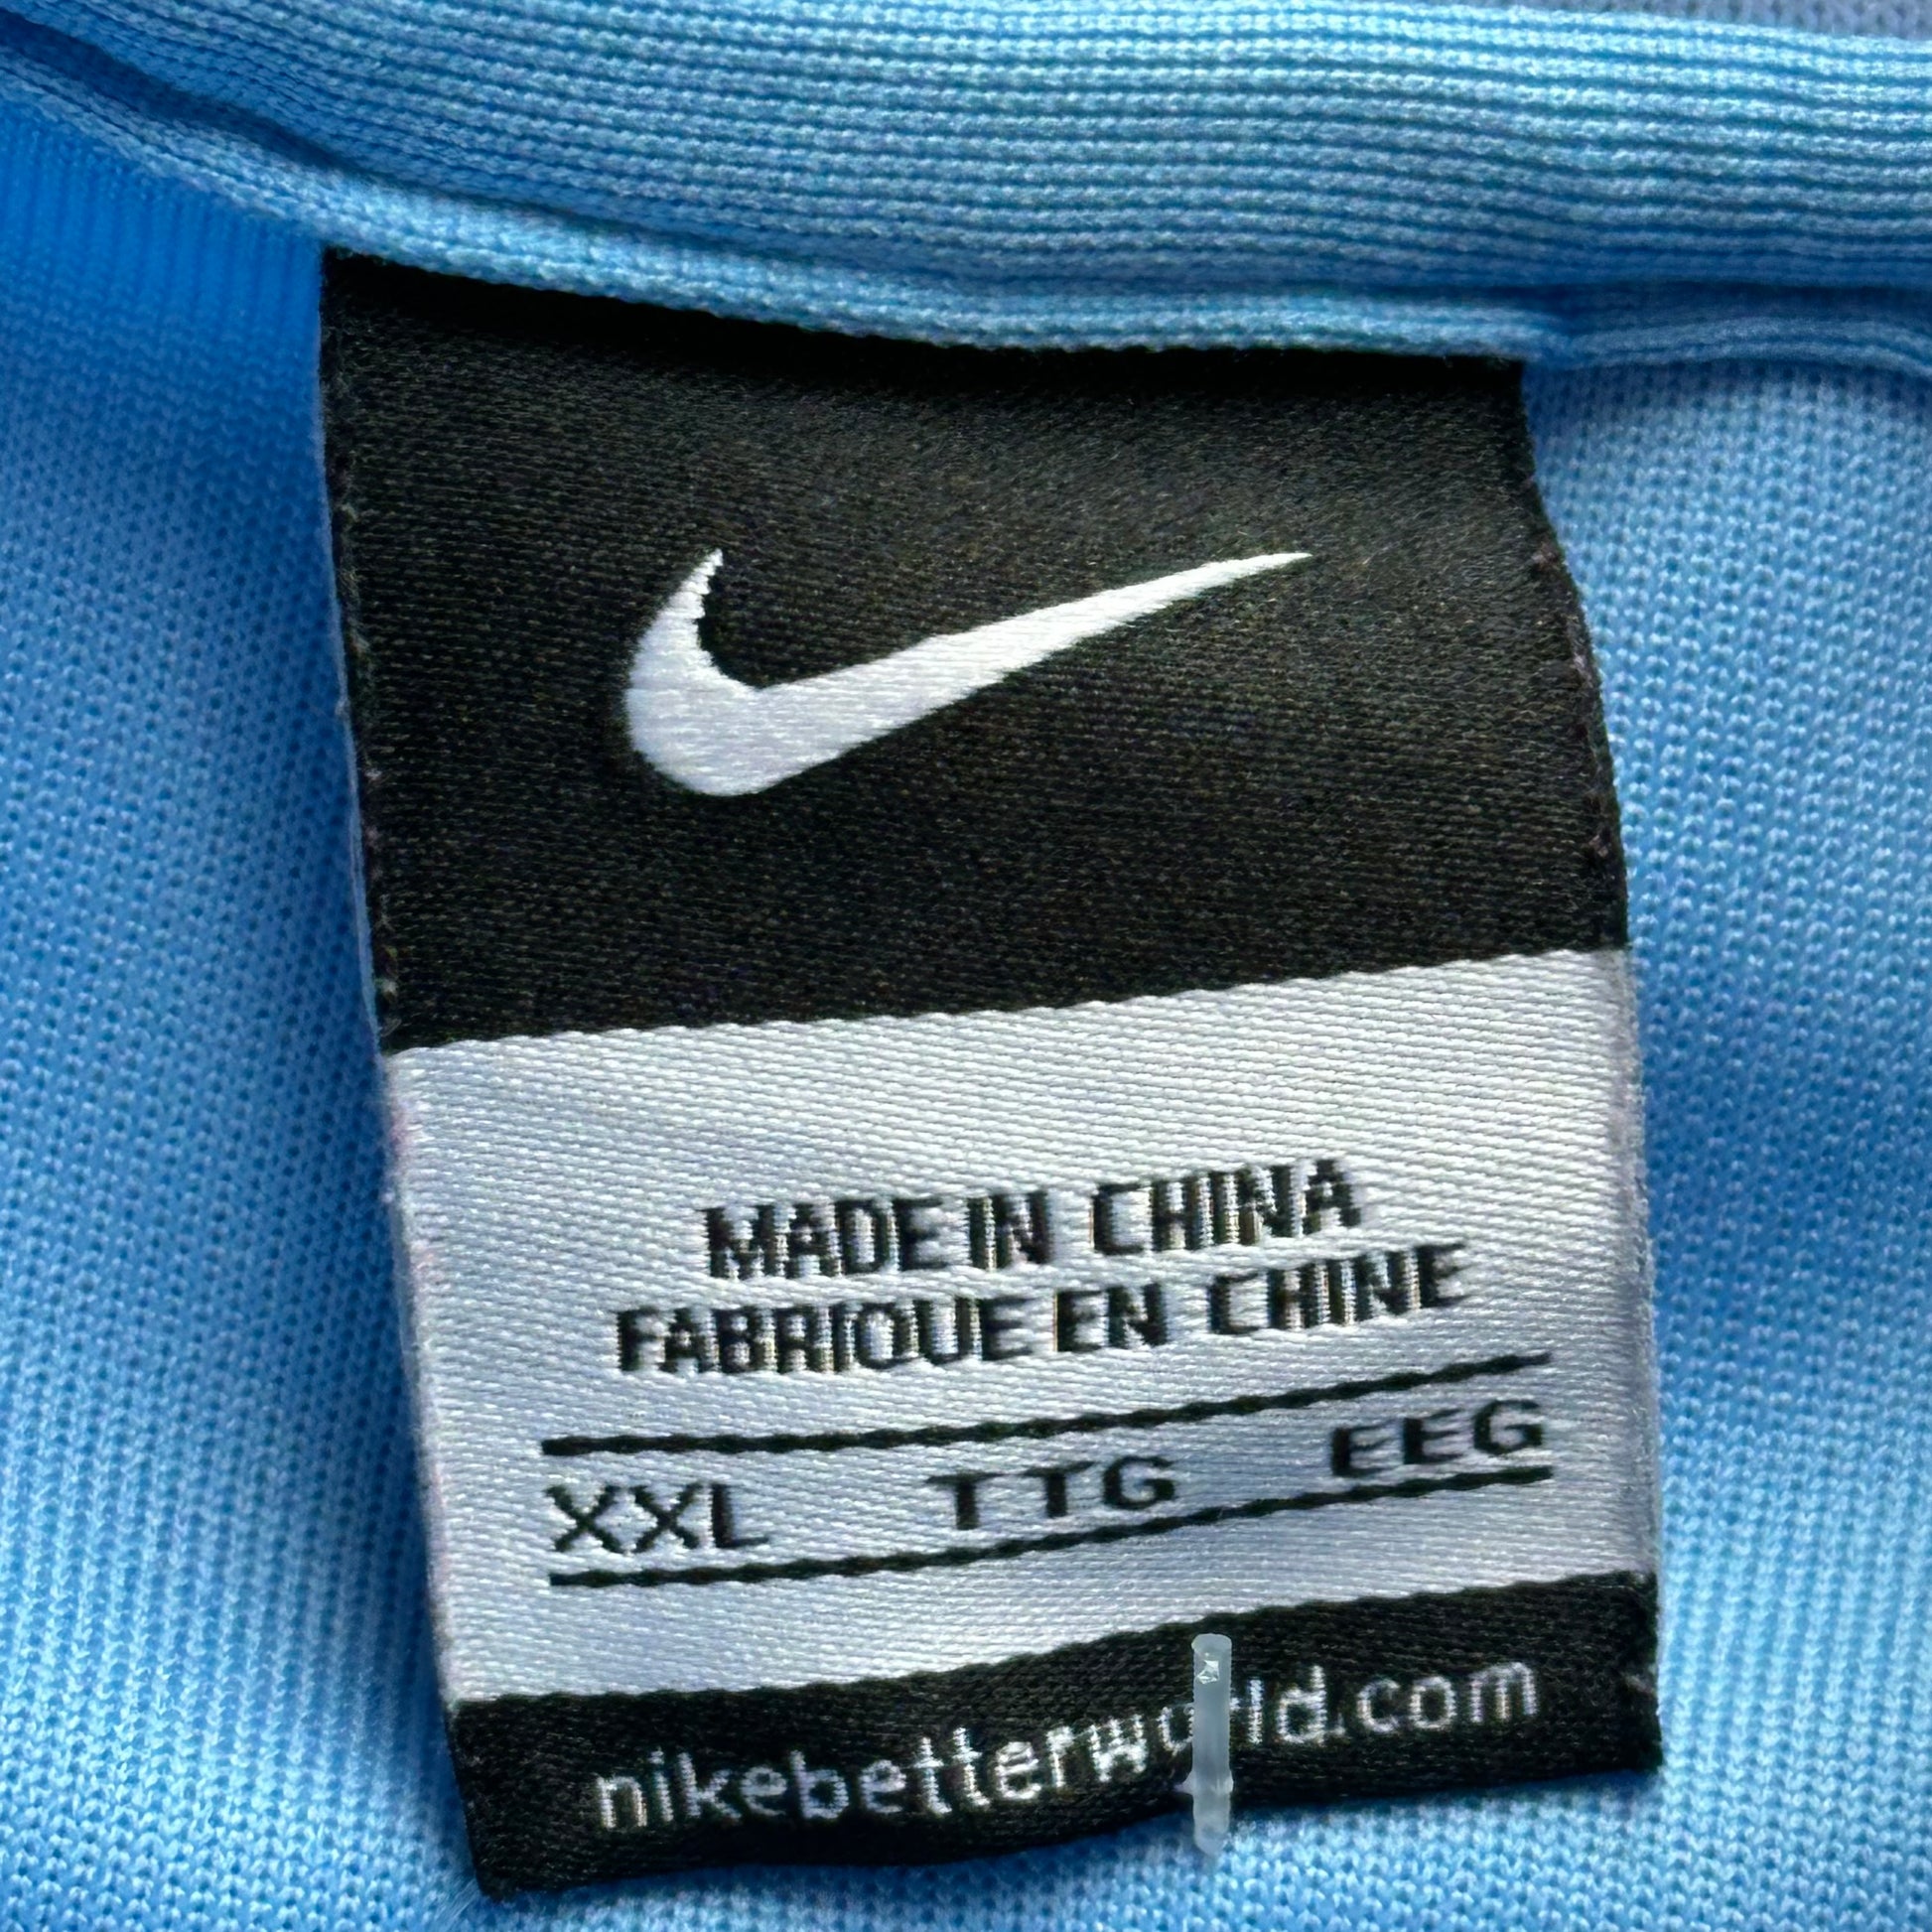 MADE IN CHINA
FABRIQUE EN CHINE
XXL TTG EEG
nikebetterworld.com